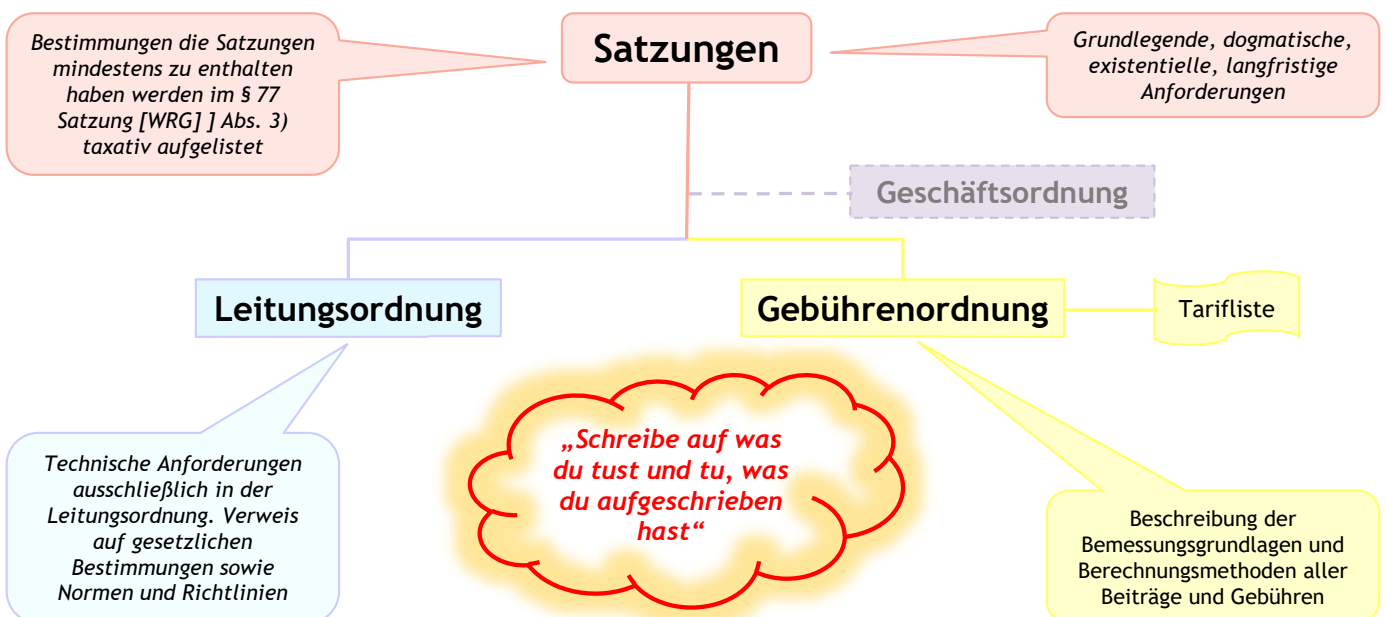 Bestimmungen die Satzungen
mindestens zu enthalten
haben werden im § 77
Satzung [WRG] ] Abs. 3)
taxativ aufgelistet
Satzungen
Grundlegende, dogmatische,
existentielle, langfristige
Anforderungen
Geschäftsordnung
Leitungsordnung
Gebührenordnung
Tarifliste
Technische Anforderungen
ausschließlich in der
Leitungsordnung. Verweis
auf gesetzlichen
Bestimmungen sowie
Normen und Richtlinien
„Schreibe auf was
du tust und tu, was
du aufgeschrieben
hast“
Beschreibung der
Bemessungsgrundlagen und
Berechnungsmethoden aller
Beiträge und Gebühren